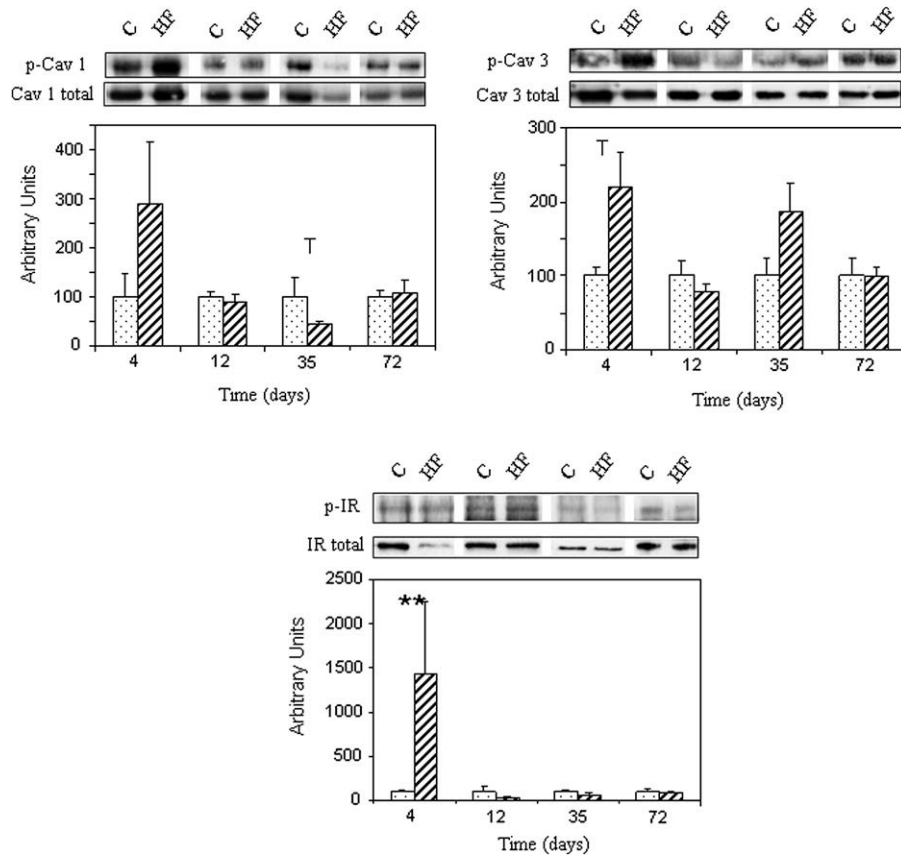 C HF C HF C HF C HF
p-Cav 1
Cav 1 total
Arbitrary Units
400
300
200
100
0
4 12 35 72
Time (days)
T
C HF C HF C HF C HF
p-Cav 3
Cav 3 total
Arbitrary Units
300
200
100
0
T
4 12 35 72
Time (days)
C HF C HF C HF C HF
p-IR
IR total
Arbitrary Units
2500
2000
1500
1000
500
0
**
4 12 35 72
Time (days)